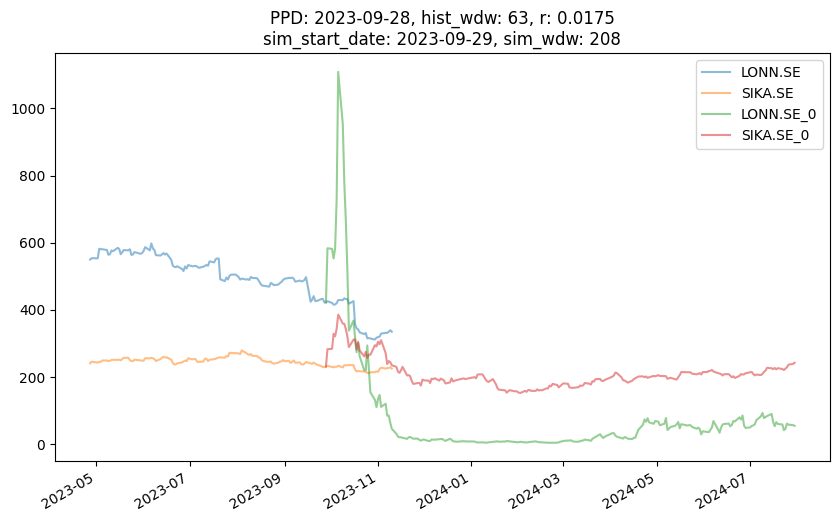 PPD: 2023-09-28, hist_wdw: 63, r: 0.0175
sim_start_date: 2023-09-29, sim_wdw: 208
LONN.SE
SIKA.SE
LONN.SE_0
SIKA.SE_0
1000
800
600
400
200
0
2023-05
2023-07
2023-09
2023-11
2024-01
2024-03
2024-05
2024-07